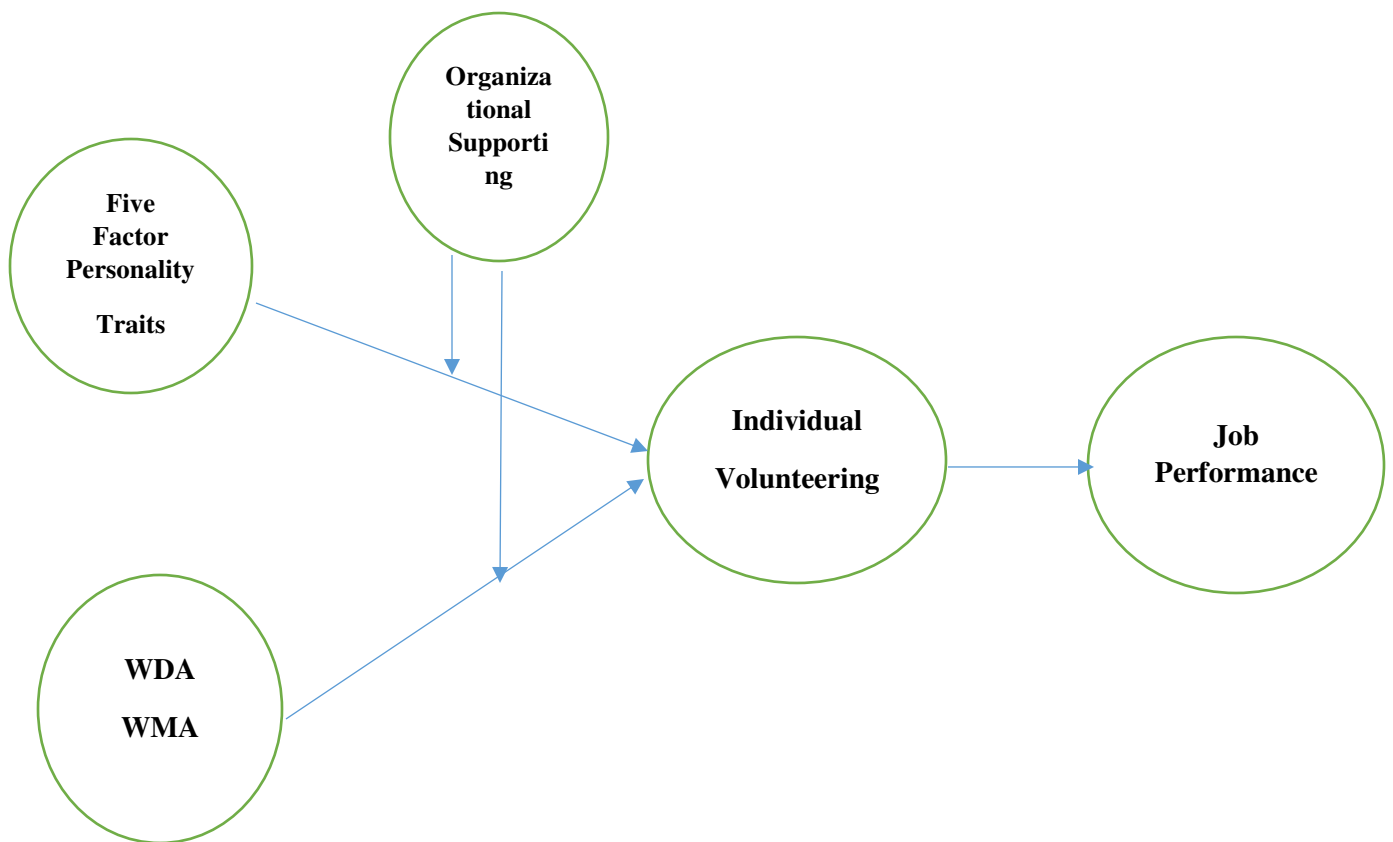 Organiza
tional
Supporti
ng
Five
Factor
Personality
Traits
Individual
Volunteering
Job
Performance
WDA
WMA